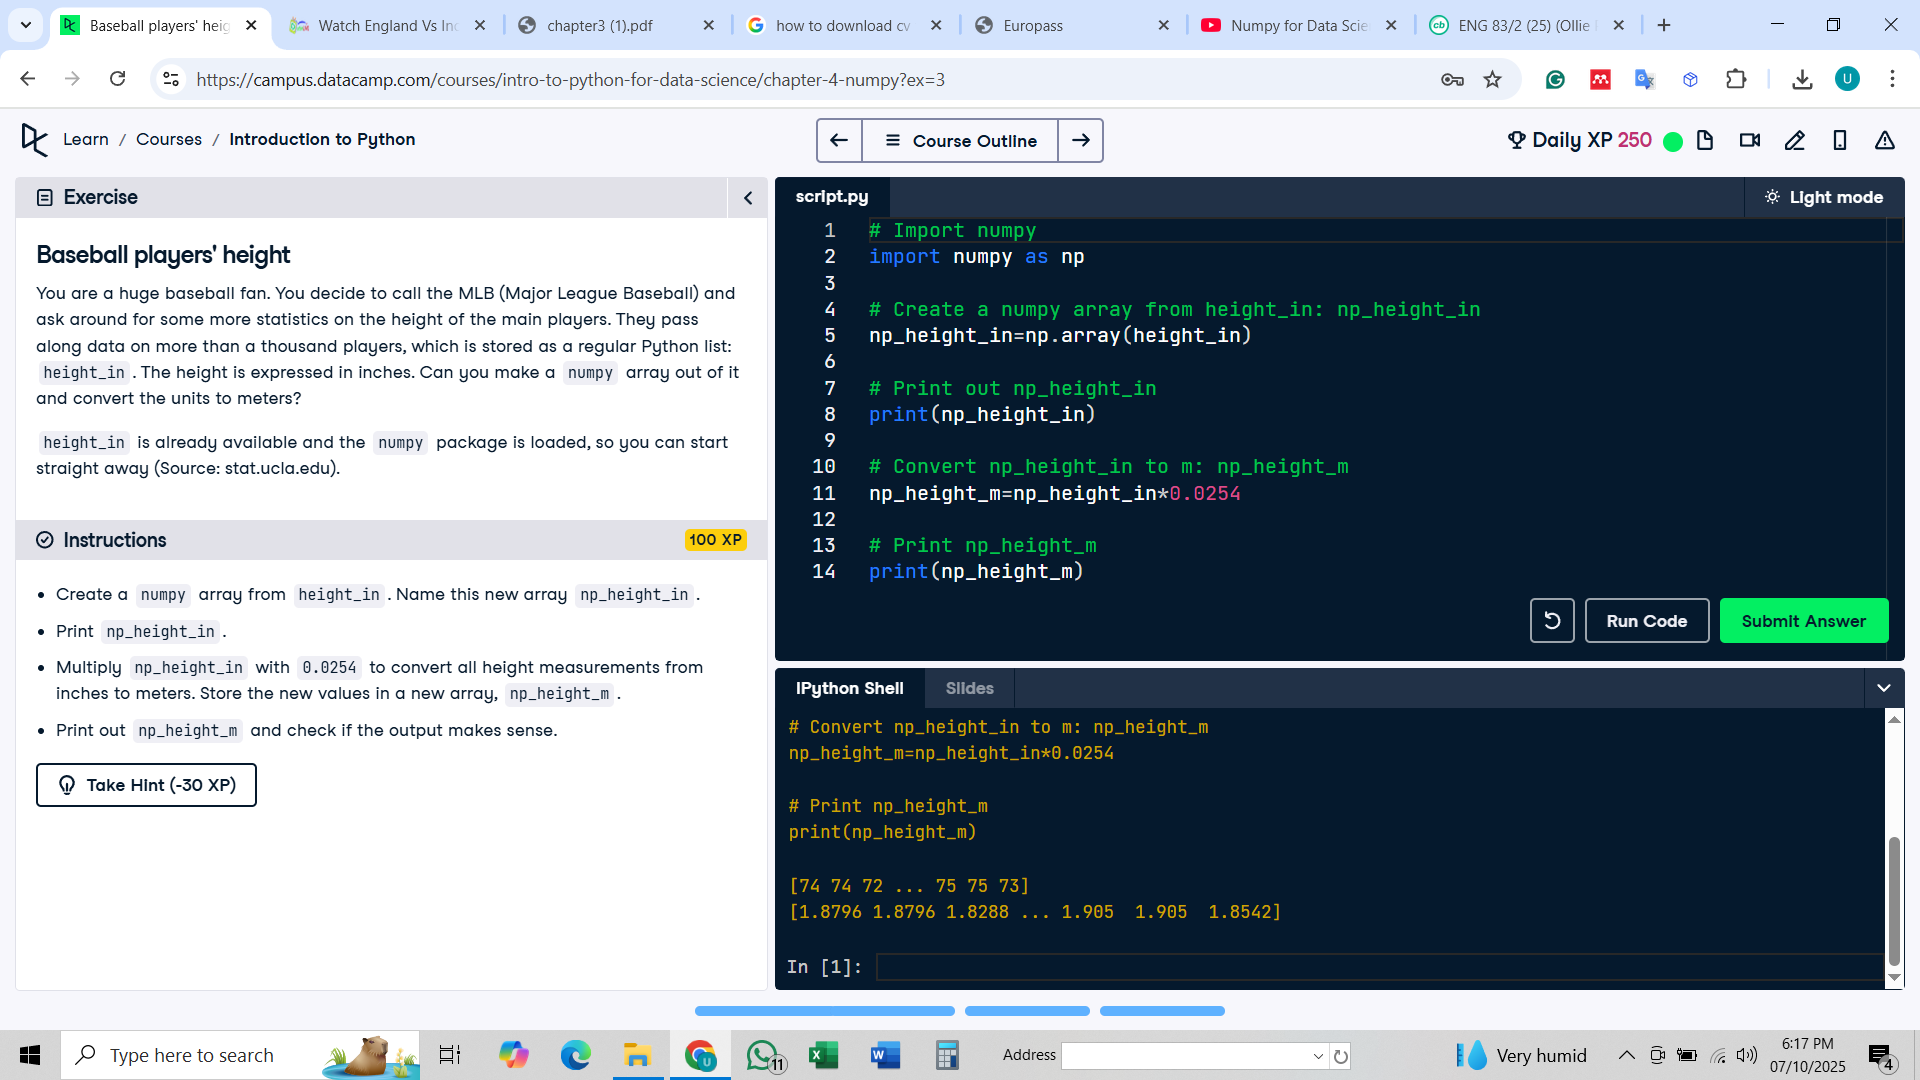 Baseball players' heig
Watch England Vs Inc
chapter3 (1).pdf
how to download cv
Europass
Numpy for Data Scie
ENG 83/2 (25) (Ollie
https://campus.datacamp.com/courses/intro-to-python-for-data-science/chapter-4-numpy?ex=3
U
Learn / Courses / Introduction to Python
Course Outline
Daily XP 250
Exercise
Baseball players' height
You are a huge baseball fan. You decide to call the MLB (Major League Baseball) and
ask around for some more statistics on the height of the main players. They pass
along data on more than a thousand players, which is stored as a regular Python list:
height_in. The height is expressed in inches. Can you make a numpy array out of it
and convert the units to meters?
height_in is already available and the numpy package is loaded, so you can start
straight away (Source: stat.ucla.edu).
Instructions
100 XP
Create a numpy array from height_in. Name this new array np_height_in.
Print np_height_in.
Multiply np_height_in with 0.0254 to convert all height measurements from
inches to meters. Store the new values in a new array, np_height_m.
Print out np_height_m and check if the output makes sense.
Take Hint (-30 XP)
script.py
Light mode
1 # Import numpy
2 import numpy as np
3
4 # Create a numpy array from height_in: np_height_in
5 np_height_in=np.array(height_in)
6
7 # Print out np_height_in
8 print(np_height_in)
9
10 # Convert np_height_in to m: np_height_m
11 np_height_m=np_height_in*0.0254
12
13 # Print np_height_m
14 print(np_height_m)
Run Code
Submit Answer
IPython Shell
Slides
# Convert np_height_in to m: np_height_m
np_height_m=np_height_in*0.0254
# Print np_height_m
print(np_height_m)
[74 74 72 ... 75 75 73]
[1.8796 1.8796 1.8288 ... 1.905  1.905  1.8542]
In [1]:
Type here to search
11
Address
Very humid
6:17 PM
07/10/2025
4